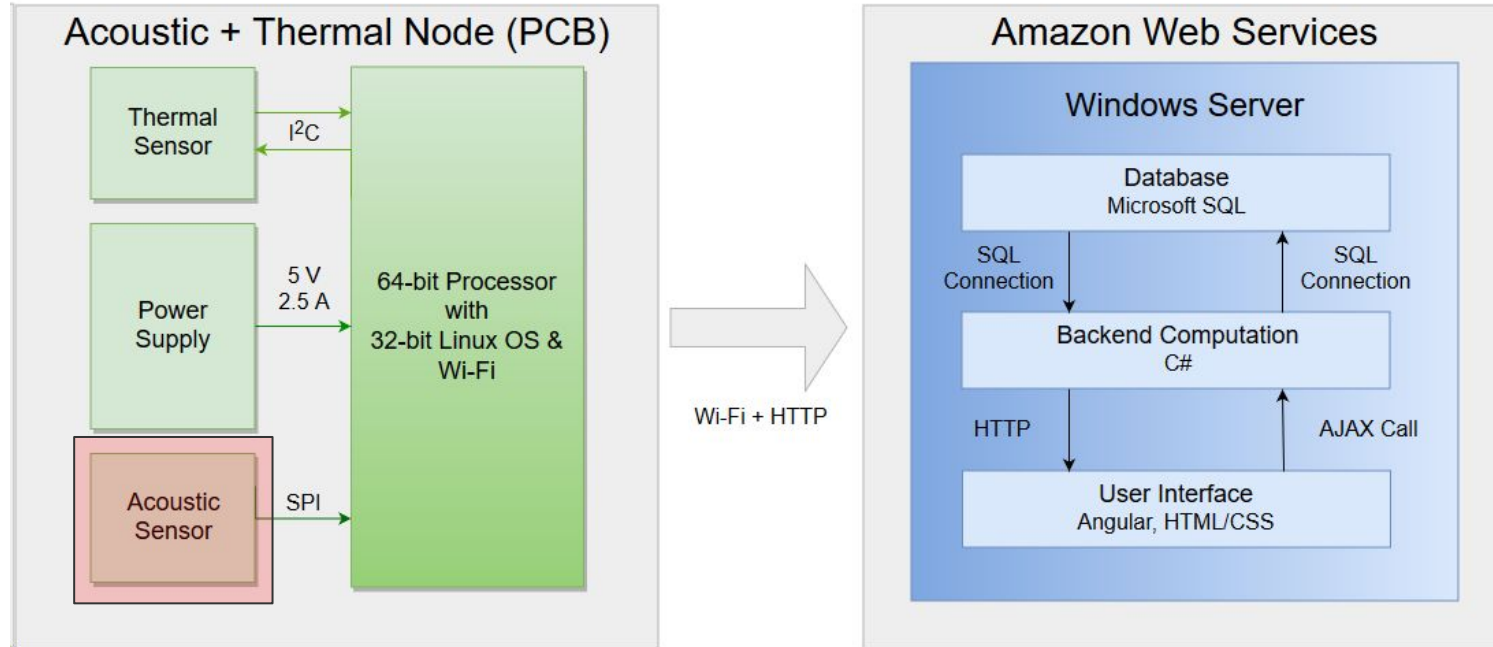 Acoustic + Thermal Node (PCB)
Thermal
Sensor
I²C
Power
Supply
5 V
2.5 A
64-bit Processor
with
32-bit Linux OS &
Wi-Fi
Acoustic
Sensor
SPI
Wi-Fi + HTTP
Amazon Web Services
Windows Server
Database
Microsoft SQL
SQL
Connection
SQL
Connection
Backend Computation
C#
HTTP
AJAX Call
User Interface
Angular, HTML/CSS